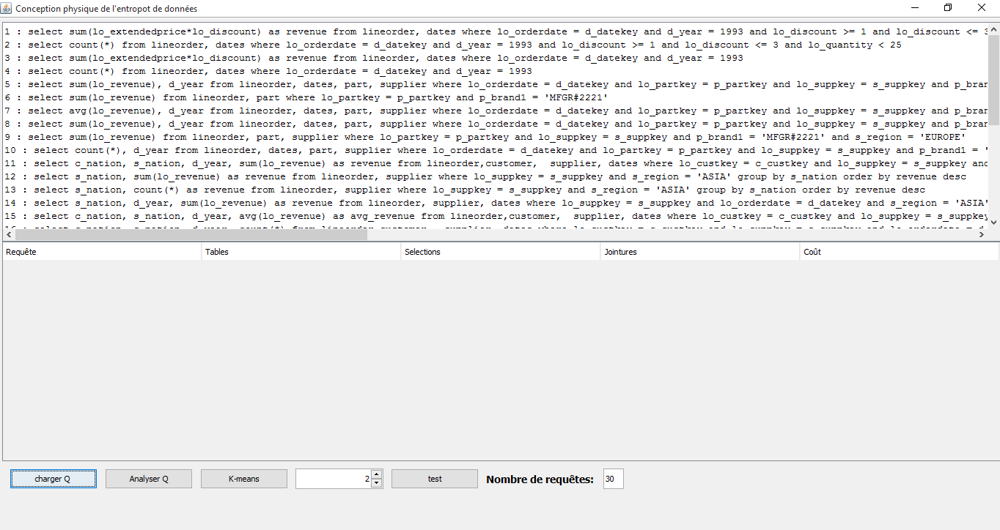 Conception physique de l'entropot de données
1 : select sum(lo_extendedprice*lo_discount) as revenue from lineorder, dates where lo_orderdate = d_datekey and d_year = 1993 and lo_discount >= 1 and lo_discount <= 3
2 : select count(*) from lineorder, dates where lo_orderdate = d_datekey and d_year = 1993 and lo_discount >= 1 and lo_discount <= 3 and lo_quantity < 25
3 : select sum(lo_extendedprice*lo_discount) as revenue from lineorder, dates where lo_orderdate = d_datekey and d_year = 1993
4 : select count(*) from lineorder, dates where lo_orderdate = d_datekey and d_year = 1993
5 : select sum(lo_revenue), d_year from lineorder, dates, part, supplier where lo_orderdate = d_datekey and lo_partkey = p_partkey and lo_suppkey = s_suppkey and p_bran
6 : select sum(lo_revenue) from lineorder, part where lo_partkey = p_partkey and p_brand1 = 'MFGR#2221'
7 : select avg(lo_revenue), d_year from lineorder, dates, part, supplier where lo_orderdate = d_datekey and lo_partkey = p_partkey and lo_suppkey = s_suppkey and p_bran
8 : select sum(lo_revenue), d_year from lineorder, dates, part, supplier where lo_orderdate = d_datekey and lo_partkey = p_partkey and lo_suppkey = s_suppkey and p_bran
9 : select sum(lo_revenue) from lineorder, part, supplier where lo_partkey = p_partkey and lo_suppkey = s_suppkey and p_brand1 = 'MFGR#2221' and s_region = 'EUROPE'
10 : select count(*), d_year from lineorder, dates, part, supplier where lo_orderdate = d_datekey and lo_partkey = p_partkey and lo_suppkey = s_suppkey and p_brand1 = '
11 : select c_nation, s_nation, d_year, sum(lo_revenue) as revenue from lineorder,customer,  supplier, dates where lo_custkey = c_custkey and lo_suppkey = s_suppkey and
12 : select s_nation, sum(lo_revenue) as revenue from lineorder, supplier where lo_suppkey = s_suppkey and s_region = 'ASIA' group by s_nation order by revenue desc
13 : select s_nation, count(*) as revenue from lineorder, supplier where lo_suppkey = s_suppkey and s_region = 'ASIA' group by s_nation order by revenue desc
14 : select s_nation, d_year, sum(lo_revenue) as revenue from lineorder, supplier, dates where lo_suppkey = s_suppkey and lo_orderdate = d_datekey and s_region = 'ASIA'
15 : select c_nation, s_nation, d_year, avg(lo_revenue) as avg_revenue from lineorder,customer,  supplier, dates where lo_custkey = c_custkey and lo_suppkey = s_suppkey
Requête Tables Selections Jointures Coût
charger Q Analyser Q K-means 2 test Nombre de requêtes: 30